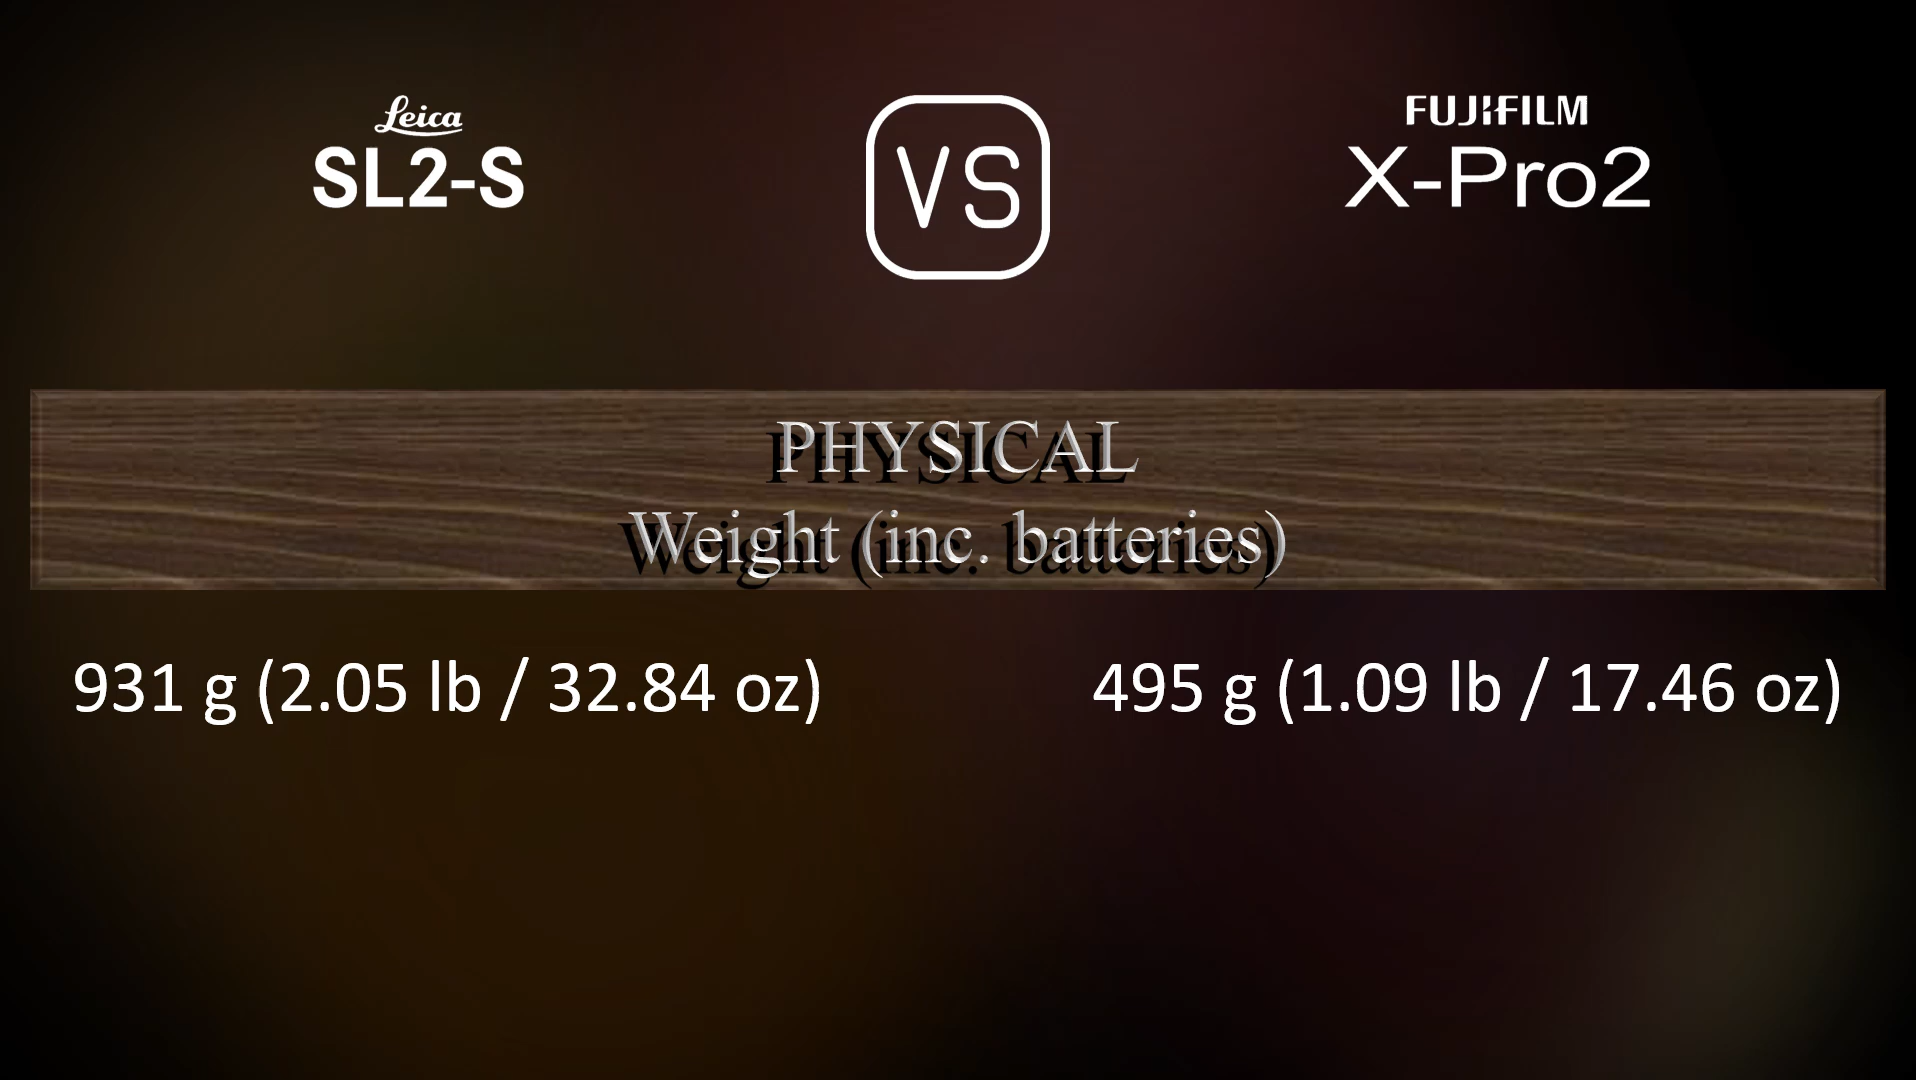 Leica
SL2-S
VS
FUJIFILM
X-Pro2
PHYSICAL
Weight (inc. batteries)
931 g (2.05 lb / 32.84 oz)
495 g (1.09 lb / 17.46 oz)